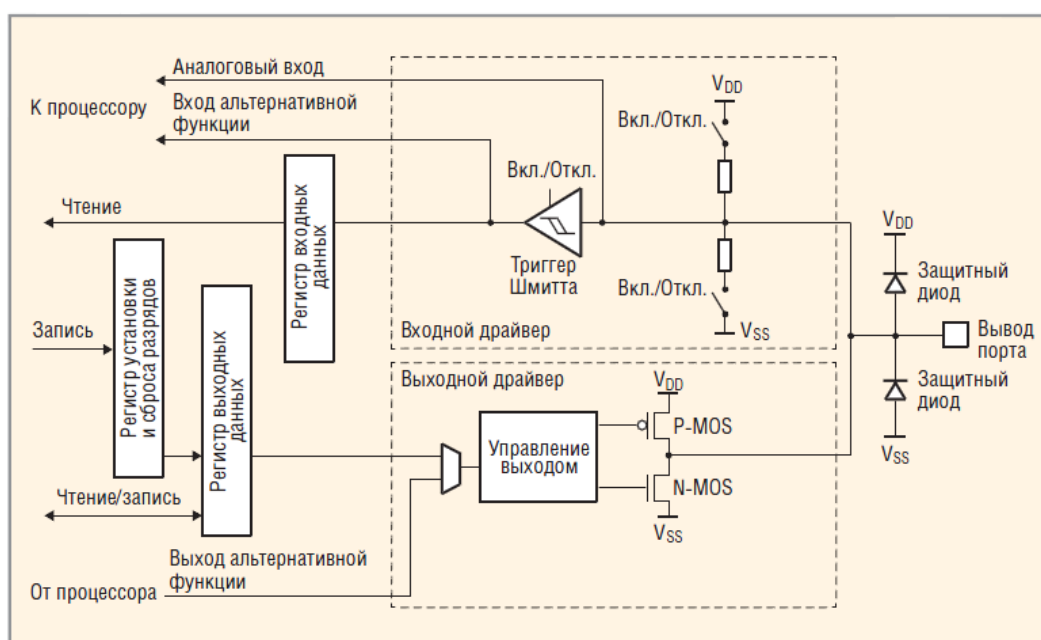 Аналоговый вход
К процессору
Вход альтернативной
функции
Чтение
Регистр входных
данных
Запись
Регистр установки
и сброса разрядов
Регистр выходных
данных
Чтение/запись
Выход альтернативной
функции
От процессора
Вкл./Откл.
Триггер
Шмитта
VDD
Вкл./Откл.
Вкл./Откл.
VSS
Входной драйвер
Выходной драйвер
Управление
выходом
VDD
P-MOS
N-MOS
VSS
VDD
Защитный
диод
Вывод
порта
Защитный
диод
VSS